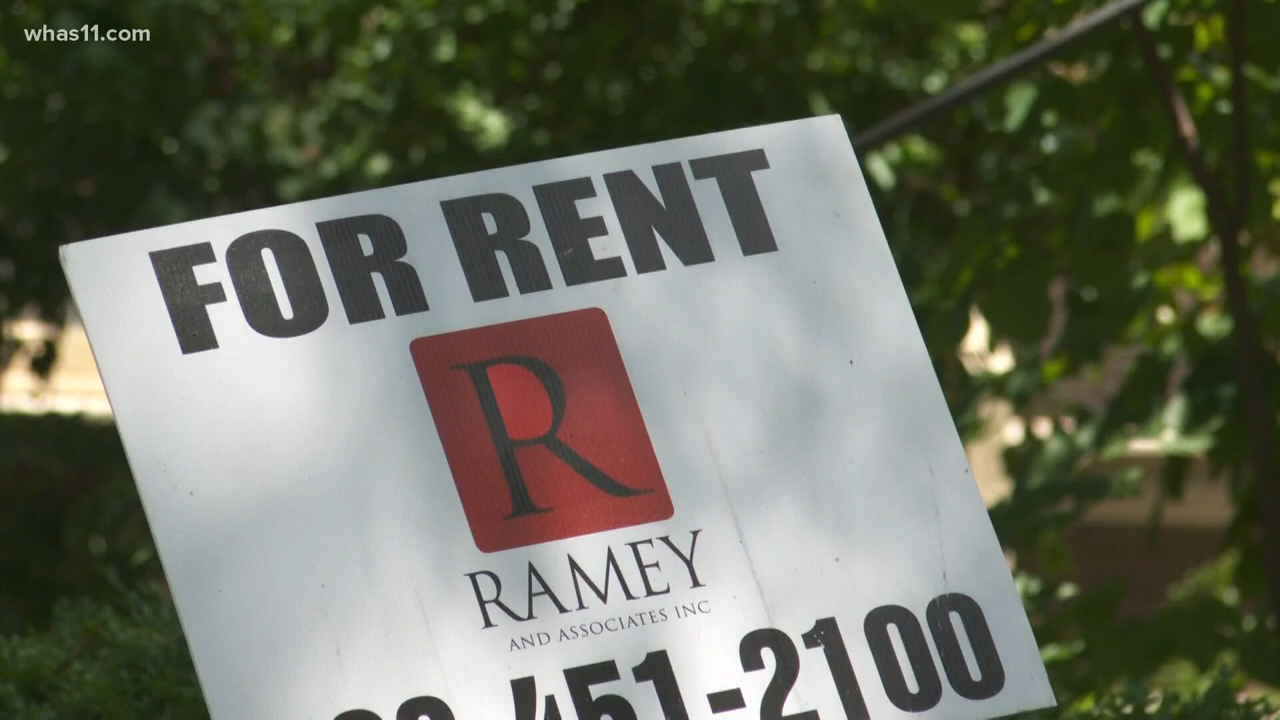 whas11.com
FOR RENT
R
RAMEY
AND ASSOCIATES INC
451-2100